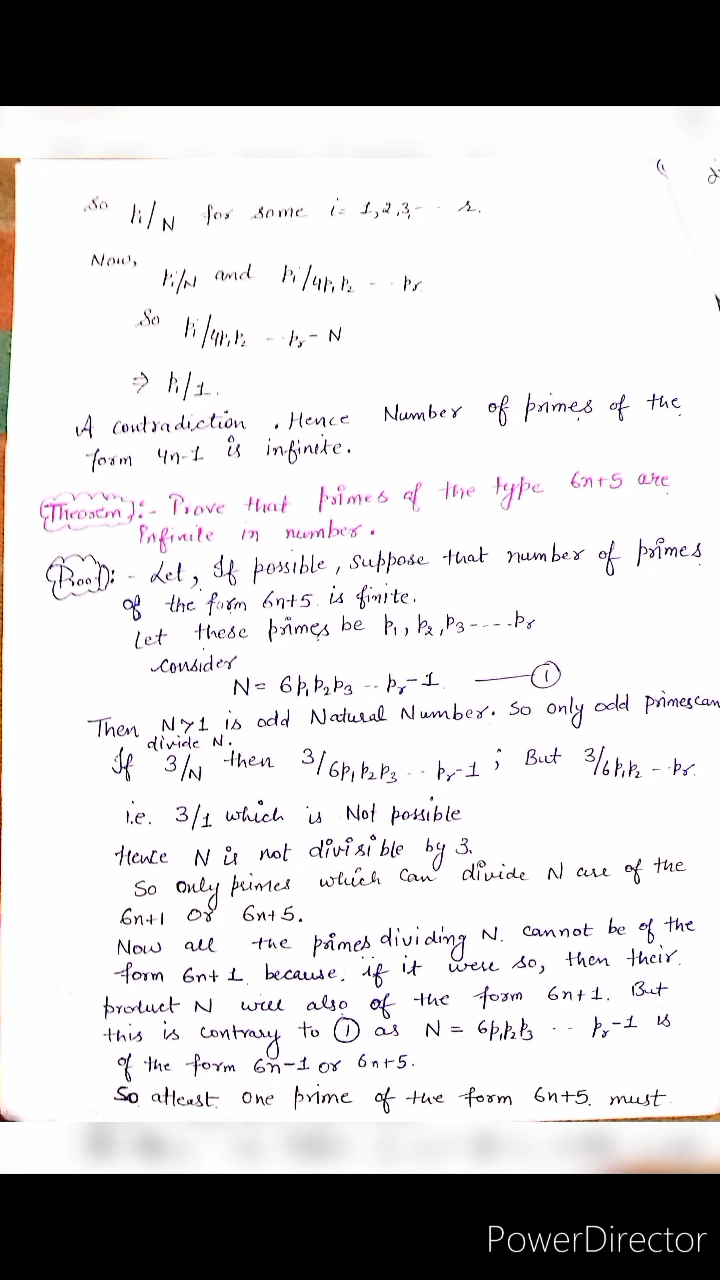 So pi/N for some i = 1,2,3,-- · r.
Now,
pi/N and pi/4p1p2 -- pr
So pi/4p1p2 -- pr - N
⇒ pi/1.
A contradiction. Hence Number of primes of the
form 4n-1 is infinite.
Theorem:- Prove that primes of the type 6n+5 are
Infinite in number.
Proof:- Let, If possible, Suppose that number of primes
of the form 6n+5 is finite.
Let these primes be p1, p2, p3 ---- pr
consider
N = 6p1p2p3 -- pr-1. —— ①
Then N>1 is odd Natural Number. So only odd primes can
divide N.
If 3/N then 3/6p1p2p3 -- pr-1 ; But 3/6p1p2 -- pr.
i.e. 3/1 which is Not possible
Hence N is not divisible by 3.
So only primes which can divide N are of the
6n+1 or 6n+5.
Now all the primes dividing N. cannot be of the
form 6n+1. because, if it were so, then their
product N will also of the form 6n+1. But
this is contrary to ① as N = 6p1p2p3 -- pr-1 is
of the form 6n-1 or 6n+5.
So atleast one prime of the form 6n+5. must
PowerDirector